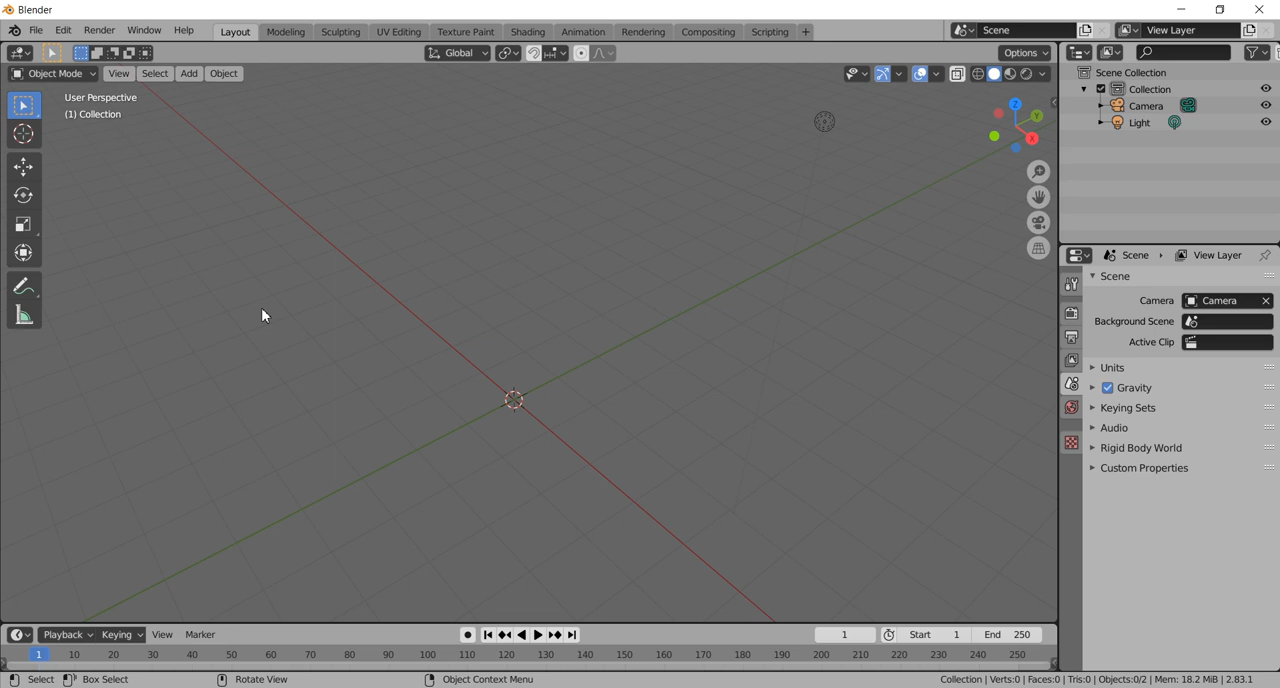 Blender
File Edit Render Window Help Layout Modeling Sculpting UV Editing Texture Paint Shading Animation Rendering Compositing Scripting + Scene View Layer
Global Options
Object Mode View Select Add Object
User Perspective
(1) Collection
Z
Y
X
Scene Collection
Collection
Camera
Light
Scene View Layer
Scene
Camera Camera
Background Scene
Active Clip
Units
Gravity
Keying Sets
Audio
Rigid Body World
Custom Properties
Playback Keying View Marker 1 Start 1 End 250
1 10 20 30 40 50 60 70 80 90 100 110 120 130 140 150 160 170 180 190 200 210 220 230 240 250
Select Box Select Rotate View Object Context Menu Collection | Verts:0 | Faces:0 | Tris:0 | Objects:0/2 | Mem: 18.2 MiB | 2.83.1